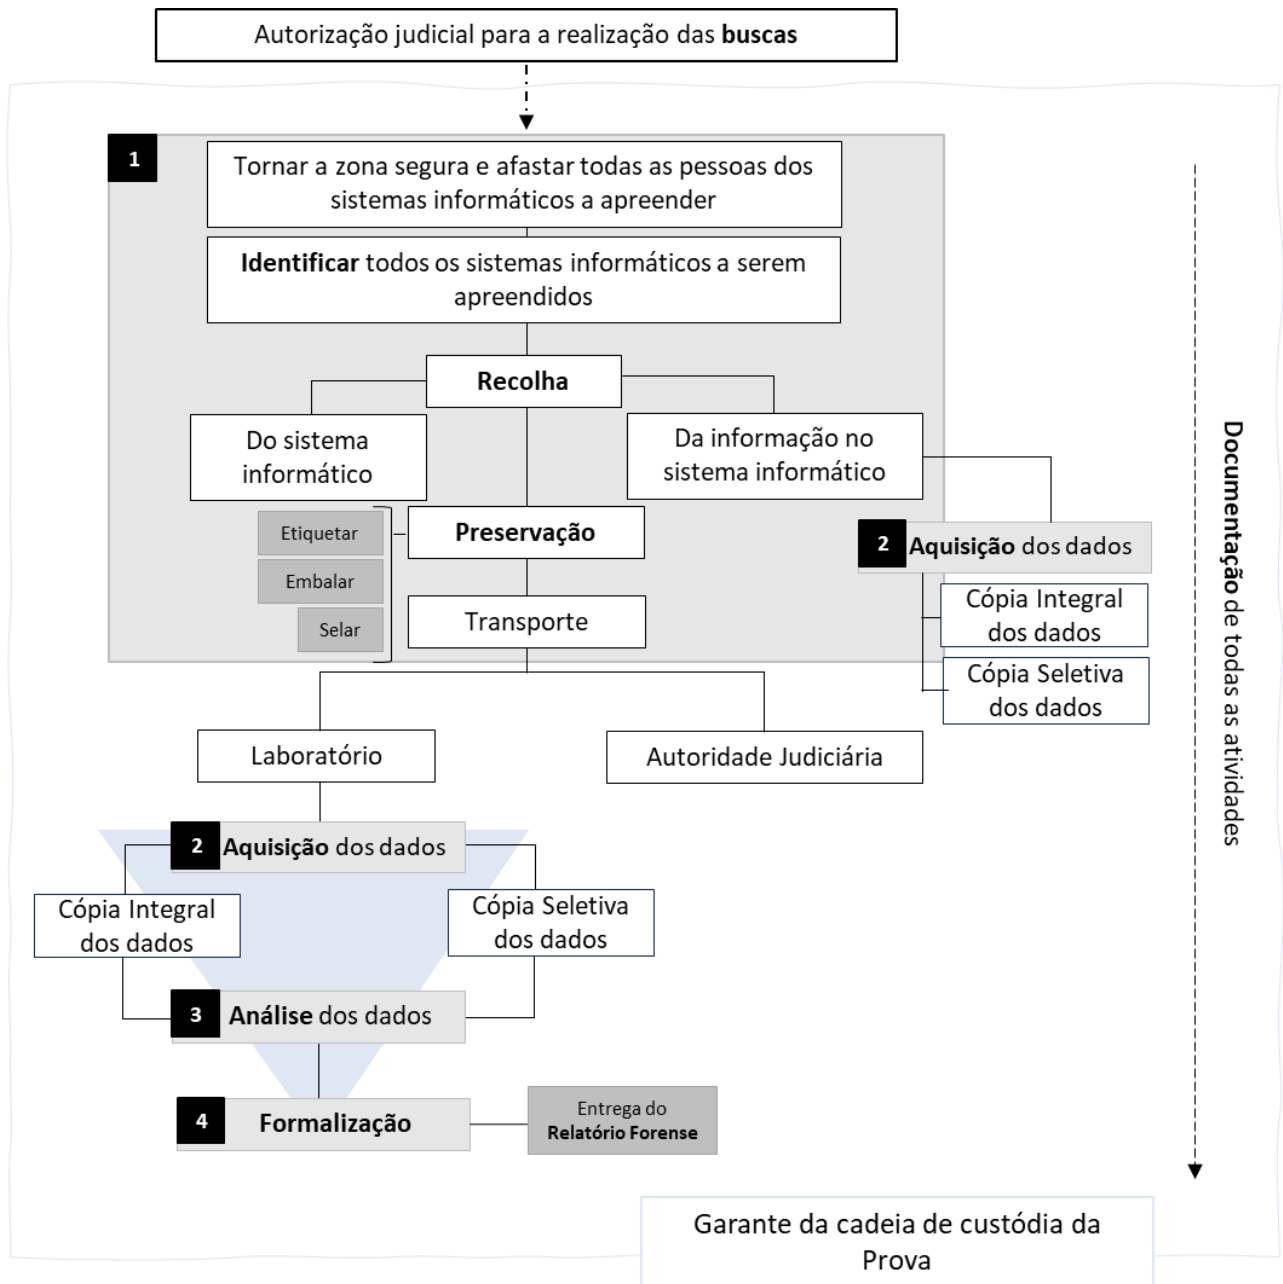 Autorização judicial para a realização das buscas
1
Tornar a zona segura e afastar todas as pessoas dos
sistemas informáticos a apreender
Identificar todos os sistemas informáticos a serem
apreendidos
Recolha
Do sistema
informático
Da informação no
sistema informático
Etiquetar
Embalar
Selar
Preservação
Transporte
2
Aquisição dos dados
Cópia Integral
dos dados
Cópia Seletiva
dos dados
Documentação de todas as atividades
Laboratório
Autoridade Judiciária
2
Aquisição dos dados
Cópia Integral
dos dados
Cópia Seletiva
dos dados
3
Análise dos dados
4
Formalização
Entrega do
Relatório Forense
Garante da cadeia de custódia da
Prova